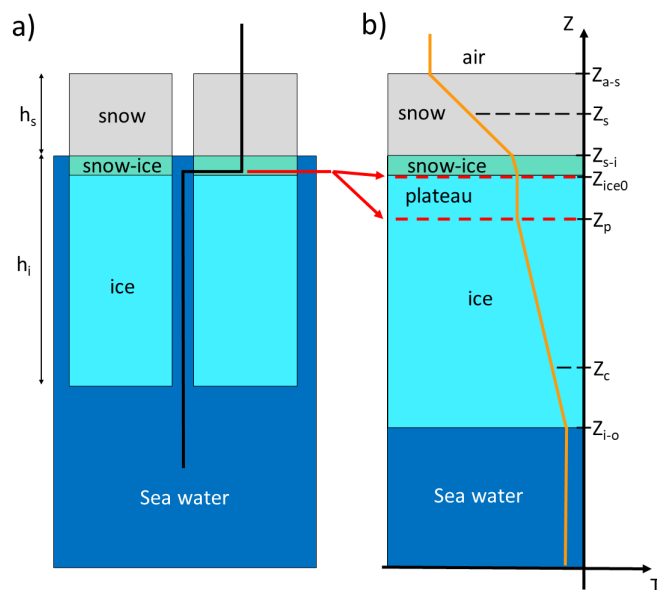 a)
h_s
snow
snow-ice
h_i
ice
Sea water
b)
Z
air
Z_a-s
snow
Z_s
Z_s-i
snow-ice
Z_ice0
plateau
Z_p
ice
Z_c
Z_i-o
Sea water
T